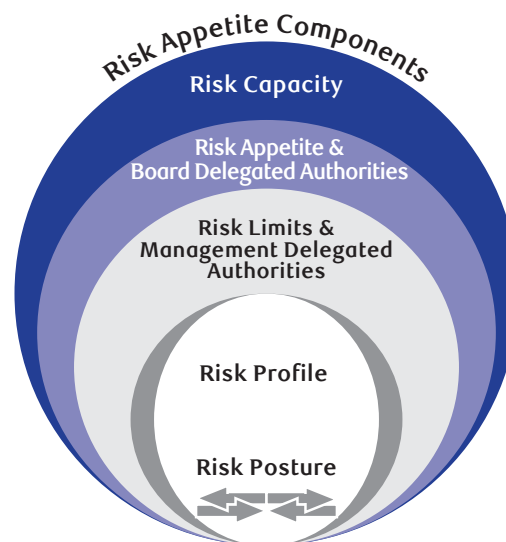 Risk Appetite Components
Risk Capacity
Risk Appetite &
Board Delegated Authorities
Risk Limits &
Management Delegated
Authorities
Risk Profile
Risk Posture